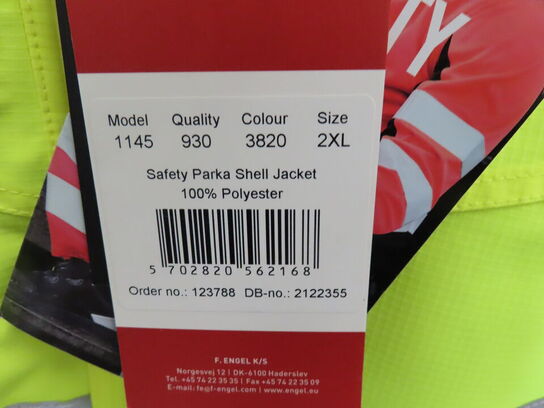 TY
Model Quality Colour Size
1145 930 3820 2XL
Safety Parka Shell Jacket
100% Polyester
5 702820 562168
Order no.: 123788 DB-no.: 2122355
F. ENGEL K/S
Norgesvej 12 | DK-6100 Haderslev
Tel. +45 74 22 35 35 | Fax +45 74 22 35 09
E-mail: fe@f-engel.com | www.f-engel.com